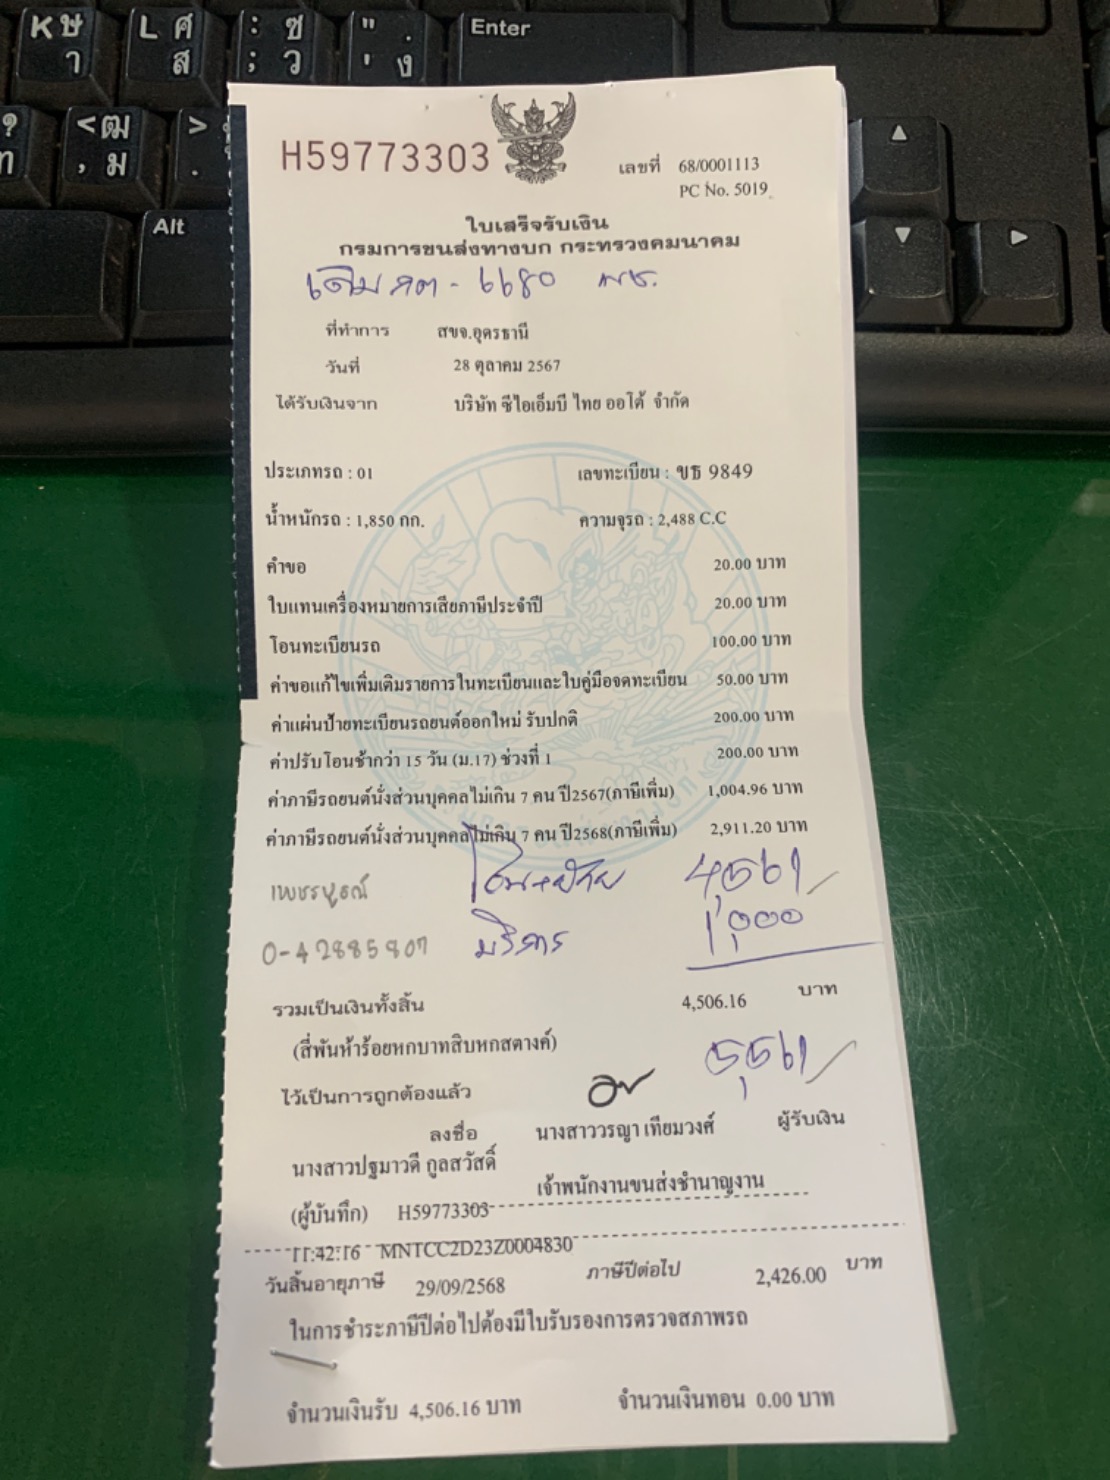 K ษ า
L ศ ส
: ซ ; ว
" . ' ง
Enter
< ฒ , ม
>
.
Alt
H59773303
เลขที่ 68/0001113
PC No. 5019
ใบเสร็จรับเงิน
กรมการขนส่งทางบก กระทรวงคมนาคม
เดิม - 6680 พช.
ที่ทำการ สขจ.อุดรธานี
วันที่ 28 ตุลาคม 2567
ได้รับเงินจาก บริษัท ซีไอเอ็มบี ไทย ออโต้ จำกัด
ประเภทรถ : 01 เลขทะเบียน : ขธ 9849
น้ำหนักรถ : 1,850 กก. ความจุรถ : 2,488 C.C
คำขอ 20.00 บาท
ใบแทนเครื่องหมายการเสียภาษีประจำปี 20.00 บาท
โอนทะเบียนรถ 100.00 บาท
ค่าขอแก้ไขเพิ่มเติมรายการในทะเบียนและใบคู่มือจดทะเบียน 50.00 บาท
ค่าแผ่นป้ายทะเบียนรถยนต์ออกใหม่ รับปกติ 200.00 บาท
ค่าปรับโอนช้ากว่า 15 วัน (ม.17) ช่วงที่ 1 200.00 บาท
ค่าภาษีรถยนต์นั่งส่วนบุคคลไม่เกิน 7 คน ปี2567(ภาษีเพิ่ม) 1,004.96 บาท
ค่าภาษีรถยนต์นั่งส่วนบุคคลไม่เกิน 7 คน ปี2568(ภาษีเพิ่ม) 2,911.20 บาท
เพชรบูรณ์ 4,561
0-42885807 บริการ 1,000
รวมเป็นเงินทั้งสิ้น 4,506.16 บาท
(สี่พันห้าร้อยหกบาทสิบหกสตางค์) 5,561
ไว้เป็นการถูกต้องแล้ว
ลงชื่อ นางสาววรญา เทียมวงศ์ ผู้รับเงิน
นางสาวปฐมาวดี กูลสวัสดิ์ เจ้าพนักงานขนส่งชำนาญงาน
(ผู้บันทึก) H59773303
11:42:16 MNTCC2D23Z0004830
วันสิ้นอายุภาษี 29/09/2568 ภาษีปีต่อไป 2,426.00 บาท
ในการชำระภาษีปีต่อไปต้องมีใบรับรองการตรวจสภาพรถ
จำนวนเงินรับ 4,506.16 บาท จำนวนเงินทอน 0.00 บาท